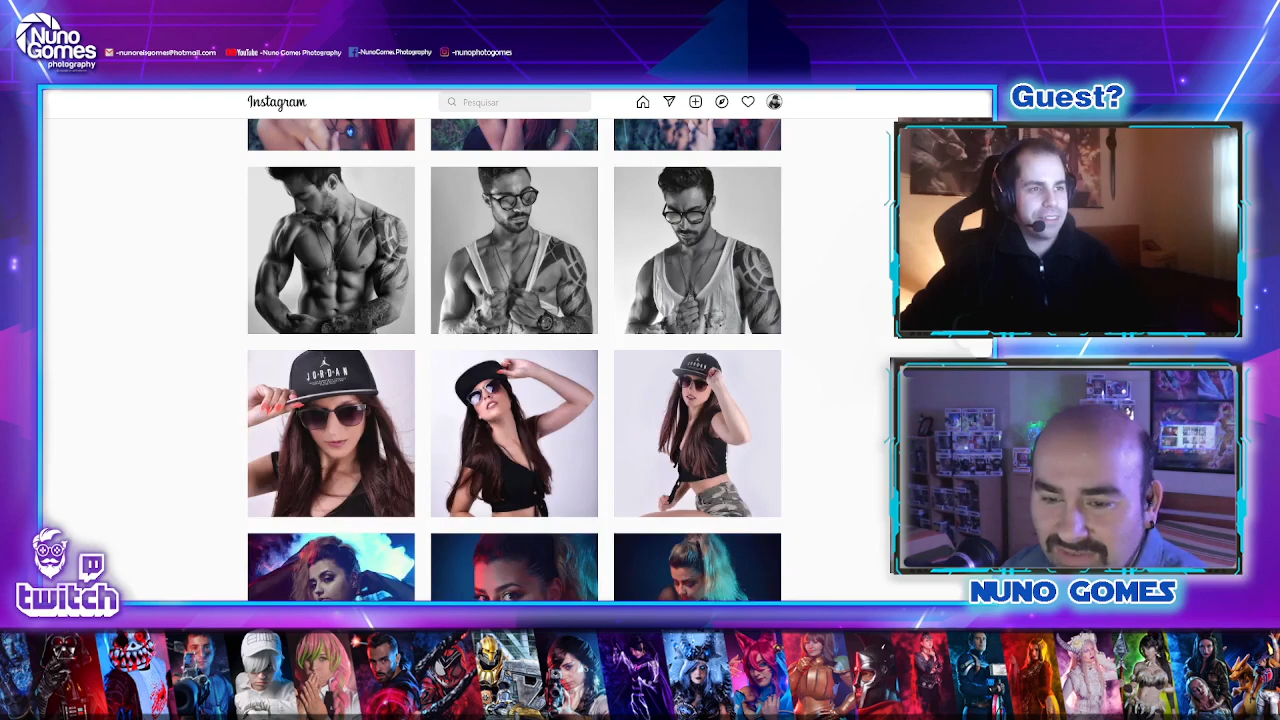 Nuno
Gomes
photography
-nunoreisgomes@hotmail.com
YouTube -Nuno Gomes Photography
-NunoGomes Photography
-nunophotogomes
Guest?
Instagram
Pesquisar
JORDAN
NUNO GOMES
twitch